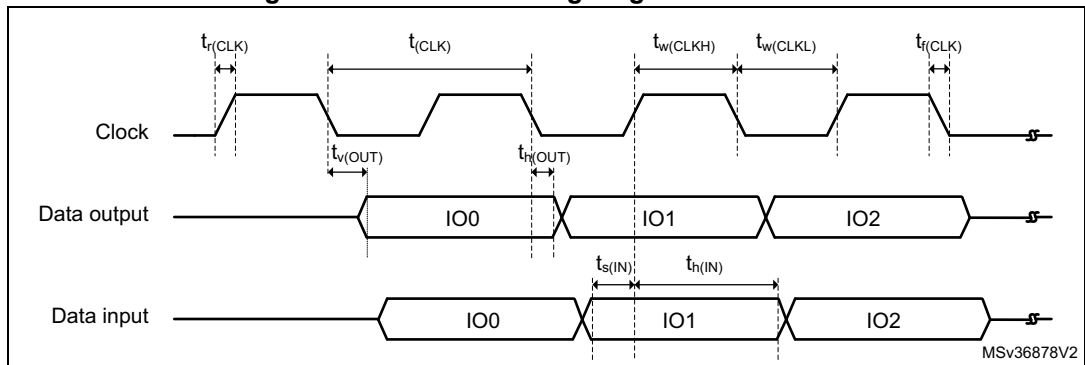 t_r(CLK) t_(CLK) t_w(CLKH) t_w(CLKL) t_f(CLK)
Clock
t_v(OUT) t_h(OUT)
Data output IO0 IO1 IO2
t_s(IN) t_h(IN)
Data input IO0 IO1 IO2
MSv36878V2